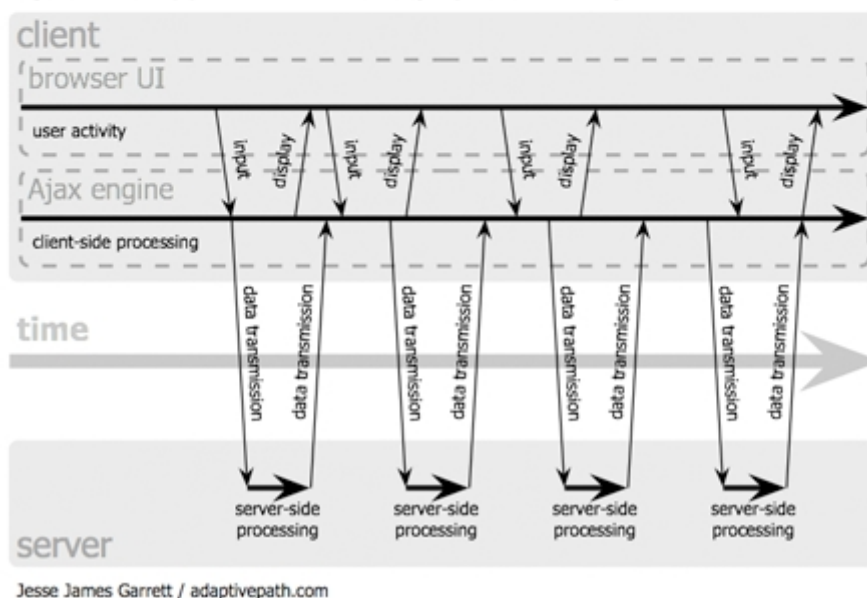 client
browser UI
user activity
input
display
input
display
input
display
input
display
Ajax engine
client-side processing
data transmission
data transmission
data transmission
data transmission
data transmission
data transmission
data transmission
data transmission
time
server-side
processing
server-side
processing
server-side
processing
server-side
processing
server
Jesse James Garrett / adaptivepath.com